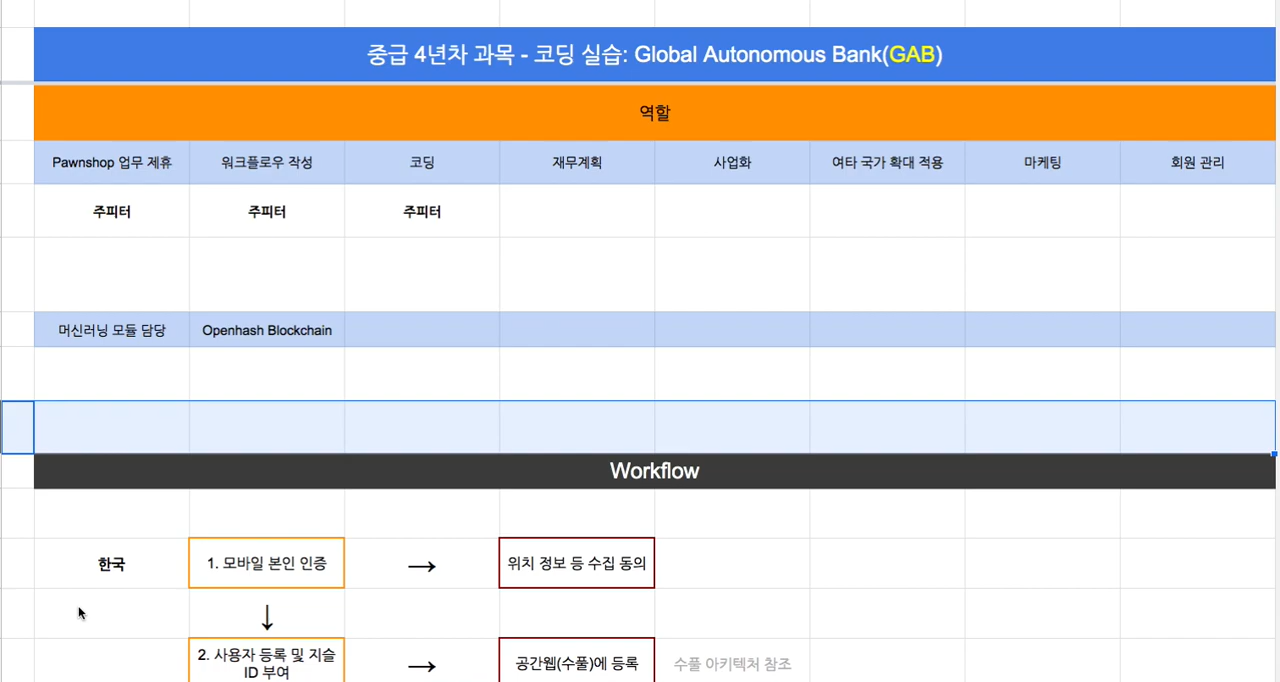 중급 4년차 과목 - 코딩 실습: Global Autonomous Bank(GAB)
역할
Pawnshop 업무 제휴 워크플로우 작성 코딩 재무계획 사업화 여타 국가 확대 적용 마케팅 회원 관리
주피터 주피터 주피터
머신러닝 모듈 담당 Openhash Blockchain
Workflow
한국 1. 모바일 본인 인증 → 위치 정보 등 수집 동의
↓
2. 사용자 등록 및 지슬
ID 부여 → 공간웹(수풀)에 등록 수풀 아키텍처 참조